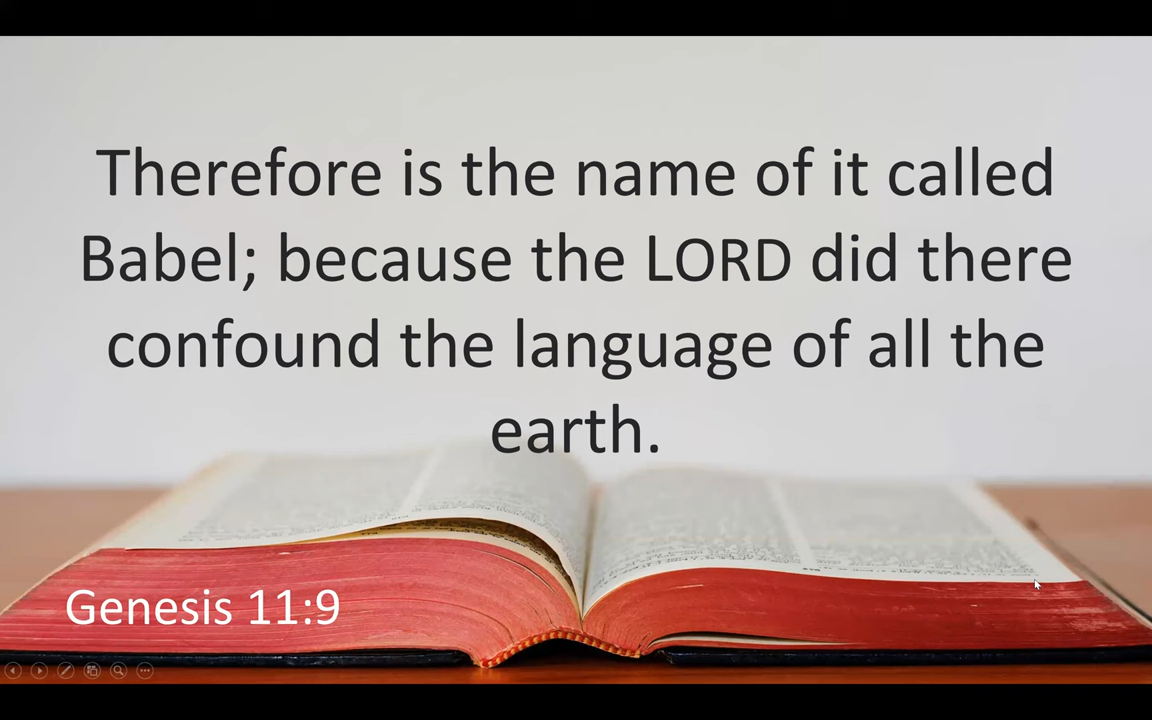 Therefore is the name of it called
Babel; because the LORD did there
confound the language of all the
earth.
Genesis 11:9